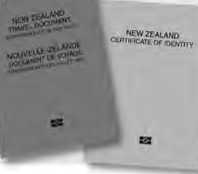 NEW ZEALAND
TRAVEL DOCUMENT
NOUVELLE-ZÉLANDE
DOCUMENT DE VOYAGE
NEW ZEALAND
CERTIFICATE OF IDENTITY